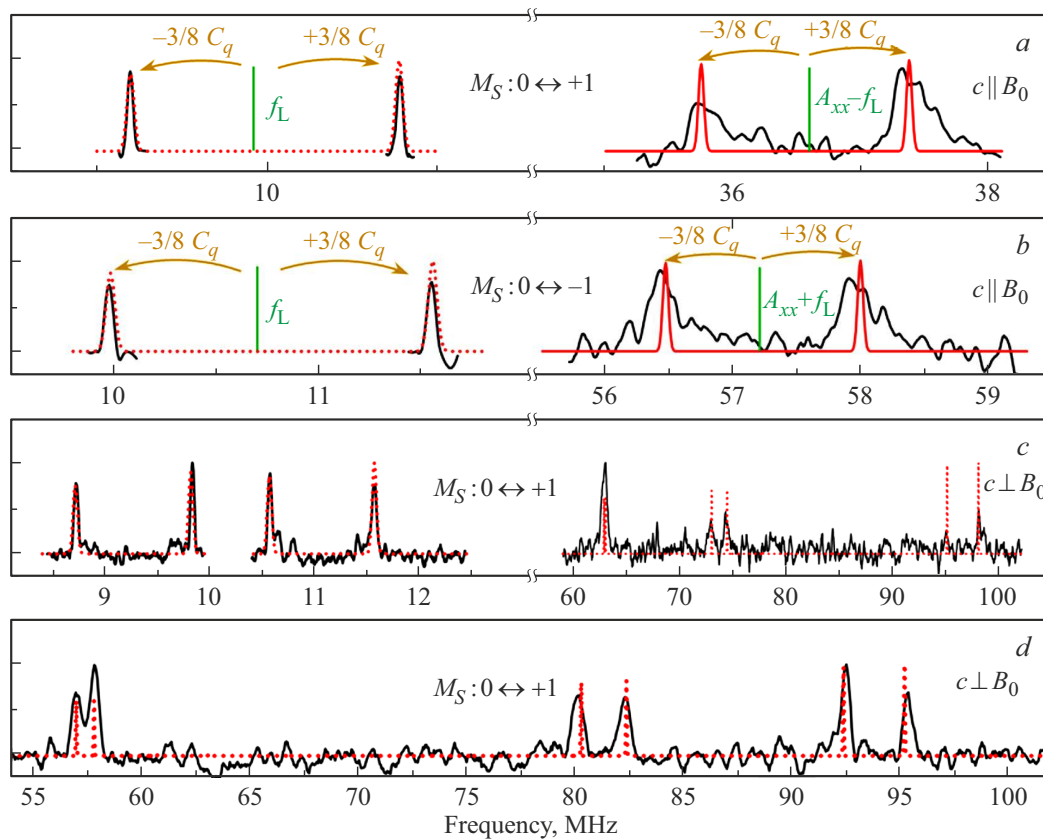 –3/8 C_q +3/8 C_q –3/8 C_q +3/8 C_q a
f_L M_S : 0 ↔ +1 A_xx–f_L c || B_0
10 36 38
–3/8 C_q +3/8 C_q –3/8 C_q +3/8 C_q b
f_L M_S : 0 ↔ –1 A_xx+f_L c || B_0
10 11 56 57 58 59
c
M_S : 0 ↔ +1 c ⊥ B_0
9 10 11 12 60 70 80 90 100
d
M_S : 0 ↔ +1 c ⊥ B_0
55 60 65 70 75 80 85 90 95 100
Frequency, MHz